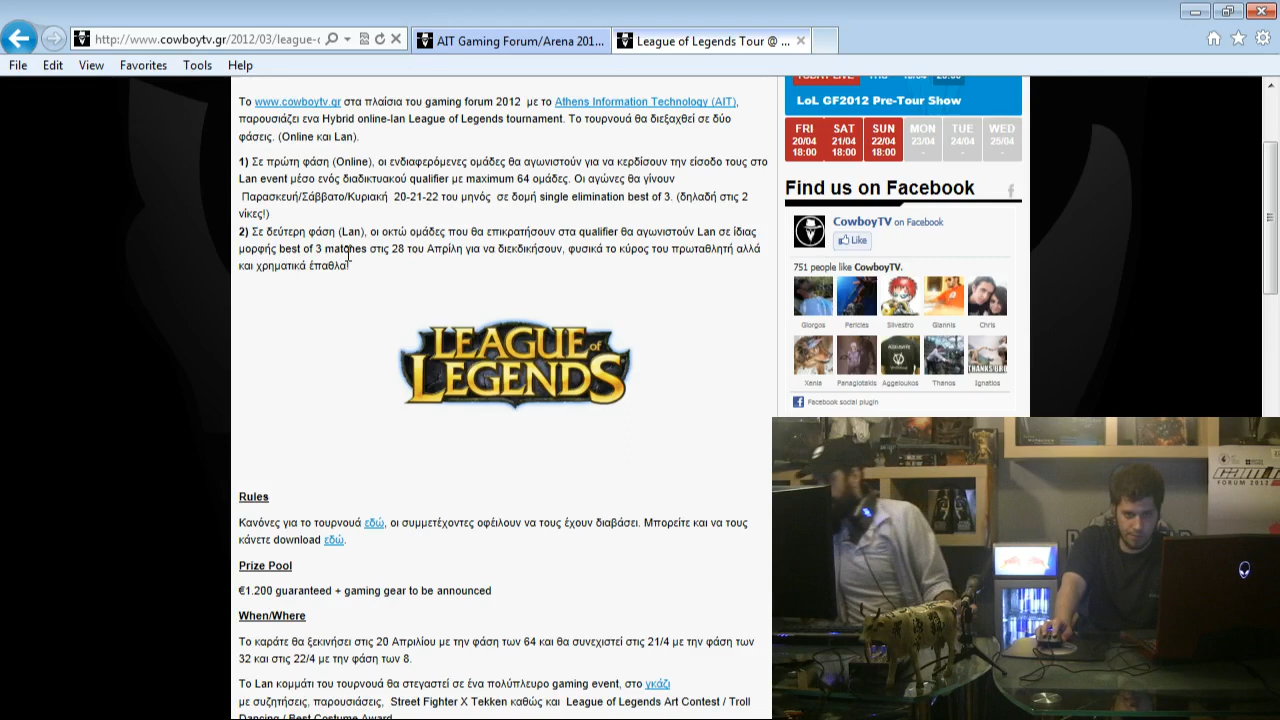 http://www.cowboytv.gr/2012/03/league-
AIT Gaming Forum/Arena 201...
League of Legends Tour @ ...
File Edit View Favorites Tools Help
Το www.cowboytv.gr στα πλαίσια του gaming forum 2012 με το Athens Information Technology (AIT),
παρουσιάζει ενα Hybrid online-lan League of Legends tournament. Το τουρνουά θα διεξαχθεί σε δύο
φάσεις. (Online και Lan).
1) Σε πρώτη φάση (Online), οι ενδιαφερόμενες ομάδες θα αγωνιστούν για να κερδίσουν την είσοδο τους στο
Lan event μέσο ενός διαδικτυακού qualifier με maximum 64 ομάδες. Οι αγώνες θα γίνουν
Παρασκευή/Σάββατο/Κυριακή 20-21-22 του μηνός σε δομή single elimination best of 3. (δηλαδή στις 2
νίκες!)
2) Σε δεύτερη φάση (Lan), οι οκτώ ομάδες που θα επικρατήσουν στα qualifier θα αγωνιστούν Lan σε ίδιας
μορφής best of 3 matches στις 28 του Απρίλη για να διεκδικήσουν, φυσικά το κύρος του πρωταθλητή αλλά
και χρηματικά έπαθλα!
LEAGUE of
LEGENDS
Rules
Κανόνες για το τουρνουά εδώ, οι συμμετέχοντες οφείλουν να τους έχουν διαβάσει. Μπορείτε και να τους
κάνετε download εδώ.
Prize Pool
€1.200 guaranteed + gaming gear to be announced
When/Where
Το καράτε θα ξεκινήσει στις 20 Απριλίου με την φάση των 64 και θα συνεχιστεί στις 21/4 με την φάση των
32 και στις 22/4 με την φάση των 8.
Το Lan κομμάτι του τουρνουά θα στεγαστεί σε ένα πολύπλευρο gaming event, στο γκάζι
με συζητήσεις, παρουσιάσεις, Street Fighter X Tekken καθώς και League of Legends Art Contest / Troll
Dancing / Best Costume Award
LoL GF2012 Pre-Tour Show
FRI SAT SUN MON TUE WED
20/04 21/04 22/04 23/04 24/04 25/04
18:00 18:00 18:00 - - -
Find us on Facebook
CowboyTV on Facebook
Like
751 people like CowboyTV.
Giorgos Pericles Silvestro Giannis Chris
THANKS BRO
Xenia Panagiotakis Aggeloukos Thanos Ignatios
Facebook social plugin
FORUM 2012